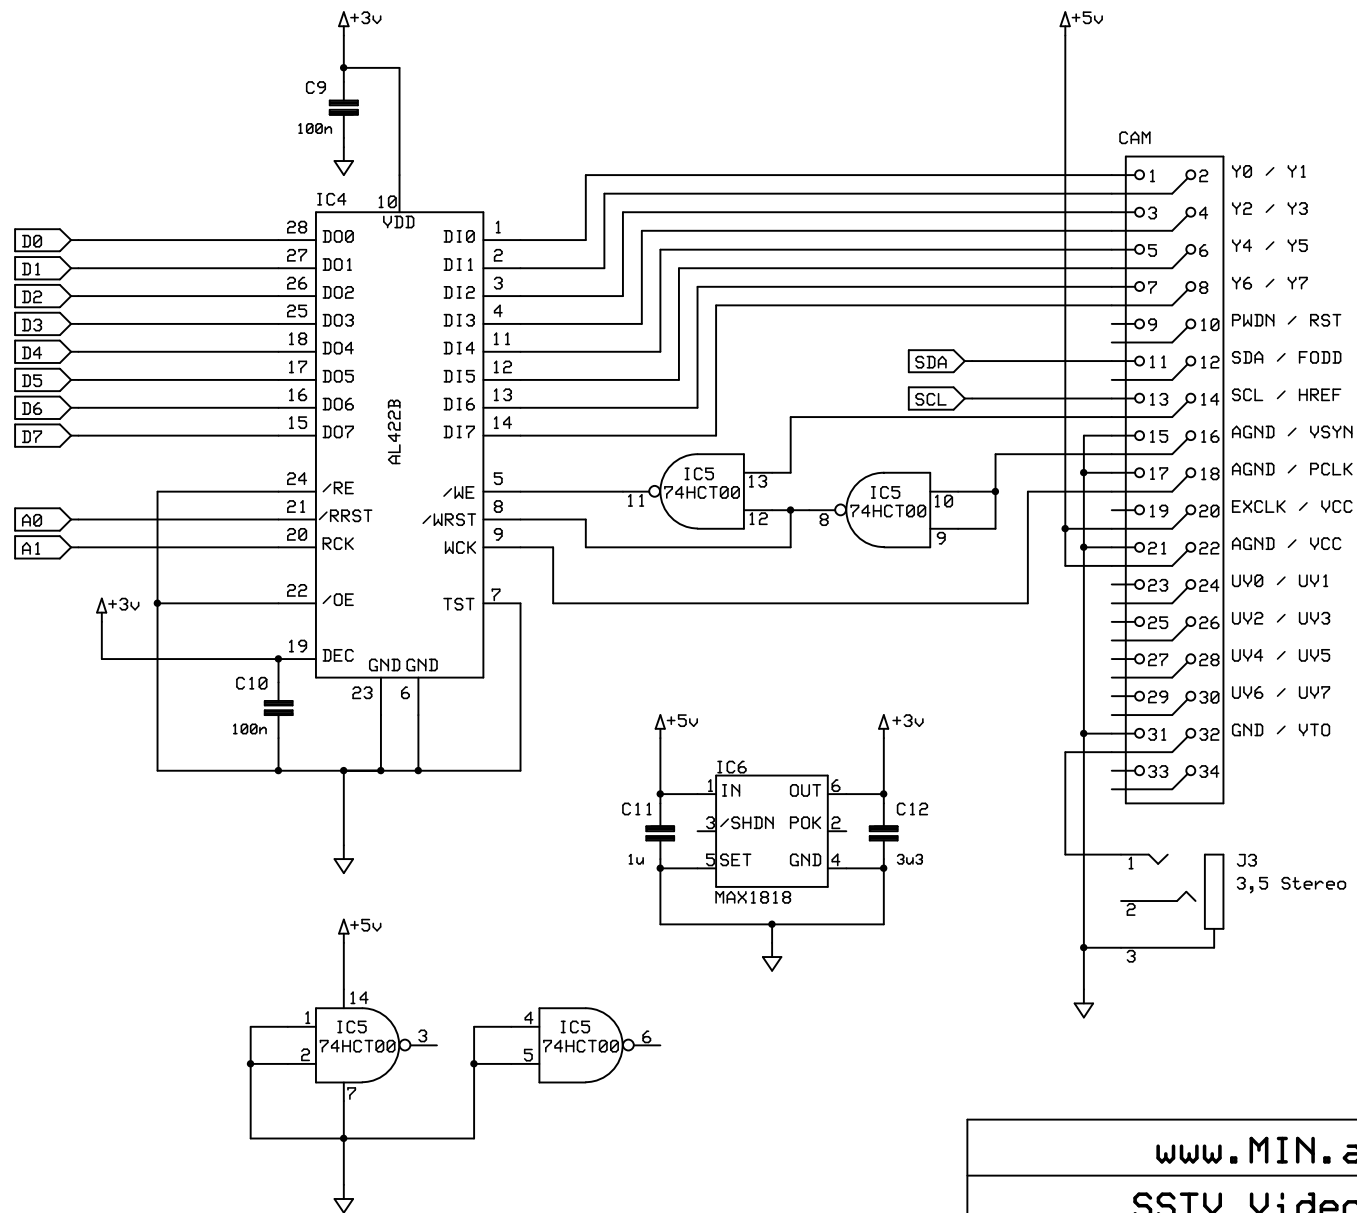 +3v
+5v
C9
100n
CAM
IC4
10
VDD
D0 28 DO0 DI0 1
D1 27 DO1 DI1 2
D2 26 DO2 DI2 3
D3 25 DO3 DI3 4
D4 18 DO4 DI4 11
D5 17 DO5 DI5 12
D6 16 DO6 DI6 13
D7 15 DO7 DI7 14
AL422B
24 /RE /WE 5
A0 21 /RRST /WRST 8
A1 20 RCK WCK 9
22 /OE TST 7
+3v
19 DEC
GND GND
23 6
C10
100n
1 2 Y0 / Y1
3 4 Y2 / Y3
5 6 Y4 / Y5
7 8 Y6 / Y7
9 10 PWDN / RST
SDA 11 12 SDA / FODD
SCL 13 14 SCL / HREF
15 16 AGND / VSYN
17 18 AGND / PCLK
19 20 EXCLK / VCC
21 22 AGND / VCC
23 24 UV0 / UV1
25 26 UV2 / UV3
27 28 UV4 / UV5
29 30 UV6 / UV7
31 32 GND / VTO
33 34
11 IC5 13
74HCT00
12
8 IC5 10
74HCT00
9
+5v
+3v
IC6
1 IN OUT 6
C11
C12
3 /SHDN POK 2
1u
5 SET GND 4
3u3
MAX1818
1
J3
3,5 Stereo
2
3
+5v
14
1 IC5 3
2 74HCT00
7
4 IC5 6
5 74HCT00
www.MIN.a
SSTV Video